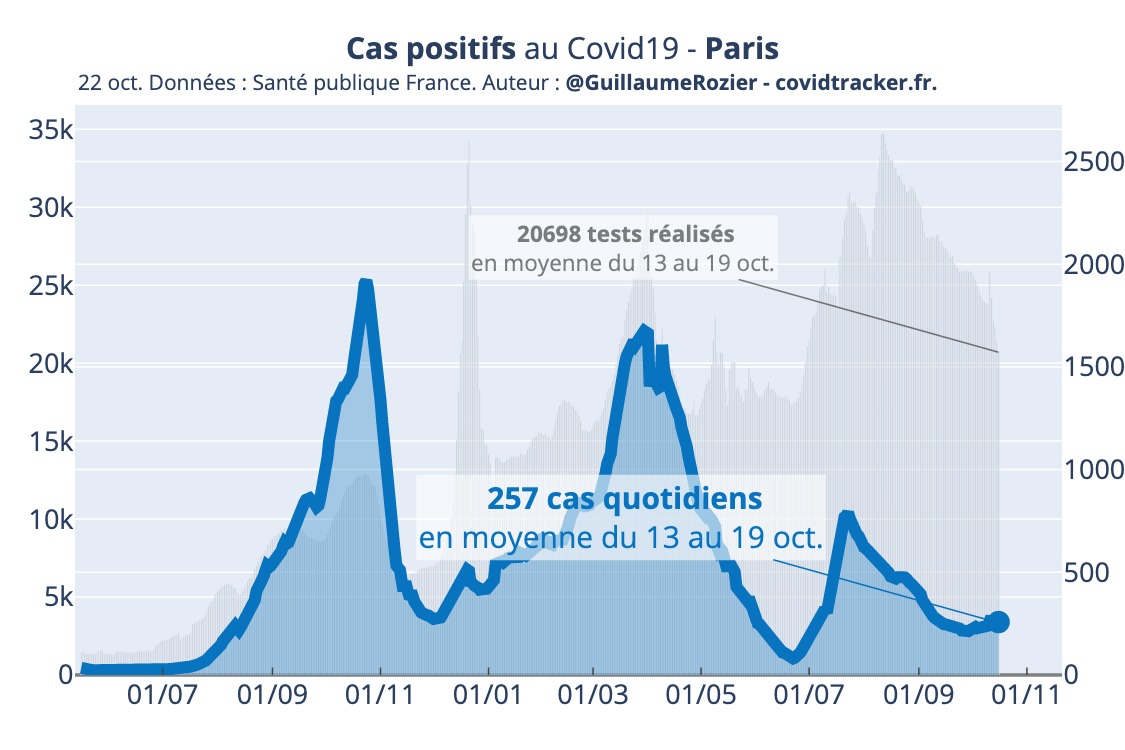 Cas positifs au Covid19 - Paris
22 oct. Données : Santé publique France. Auteur : @GuillaumeRozier - covidtracker.fr.
35k
30k
25k
20k
15k
10k
5k
0
2500
2000
1500
1000
500
0
20698 tests réalisés
en moyenne du 13 au 19 oct.
257 cas quotidiens
en moyenne du 13 au 19 oct.
01/07 01/09 01/11 01/01 01/03 01/05 01/07 01/09 01/11